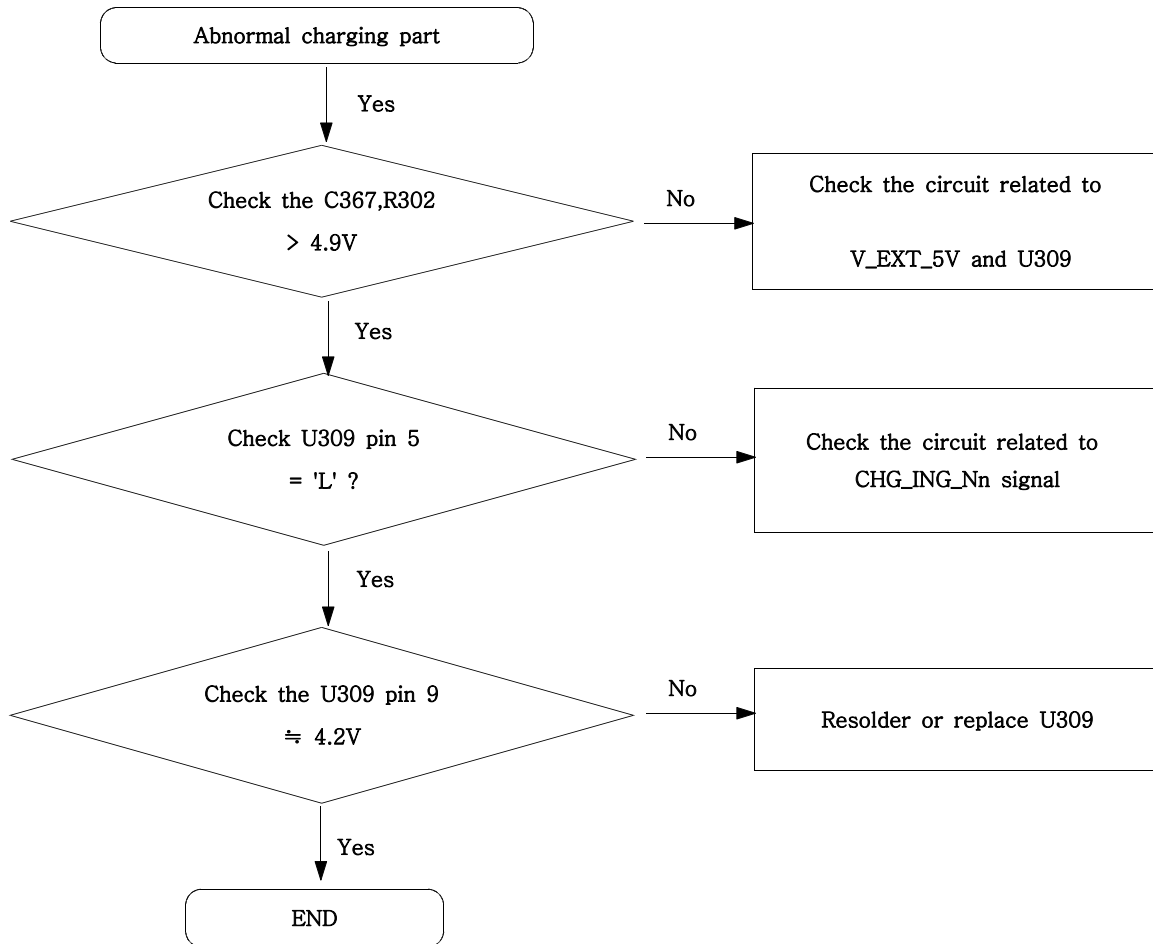 Abnormal charging part
Yes
Check the C367,R302
> 4.9V
No
Check the circuit related to
V_EXT_5V and U309
Yes
Check U309 pin 5
= 'L' ?
No
Check the circuit related to
CHG_ING_Nn signal
Yes
Check the U309 pin 9
≒ 4.2V
No
Resolder or replace U309
Yes
END